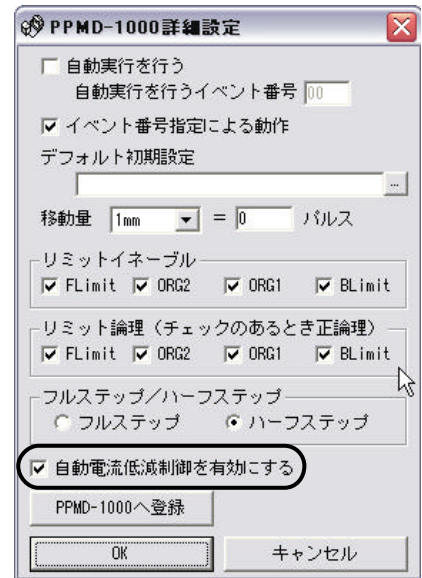 PPMD-1000詳細設定
自動実行を行う
自動実行を行うイベント番号 00
イベント番号指定による動作
デフォルト初期設定
...
移動量 1mm = 0 パルス
リミットイネーブル
FLimit ORG2 ORG1 BLimit
リミット論理（チェックのあるとき正論理）
FLimit ORG2 ORG1 BLimit
フルステップ／ハーフステップ
フルステップ ハーフステップ
自動電流低減制御を有効にする
PPMD-1000へ登録
OK キャンセル